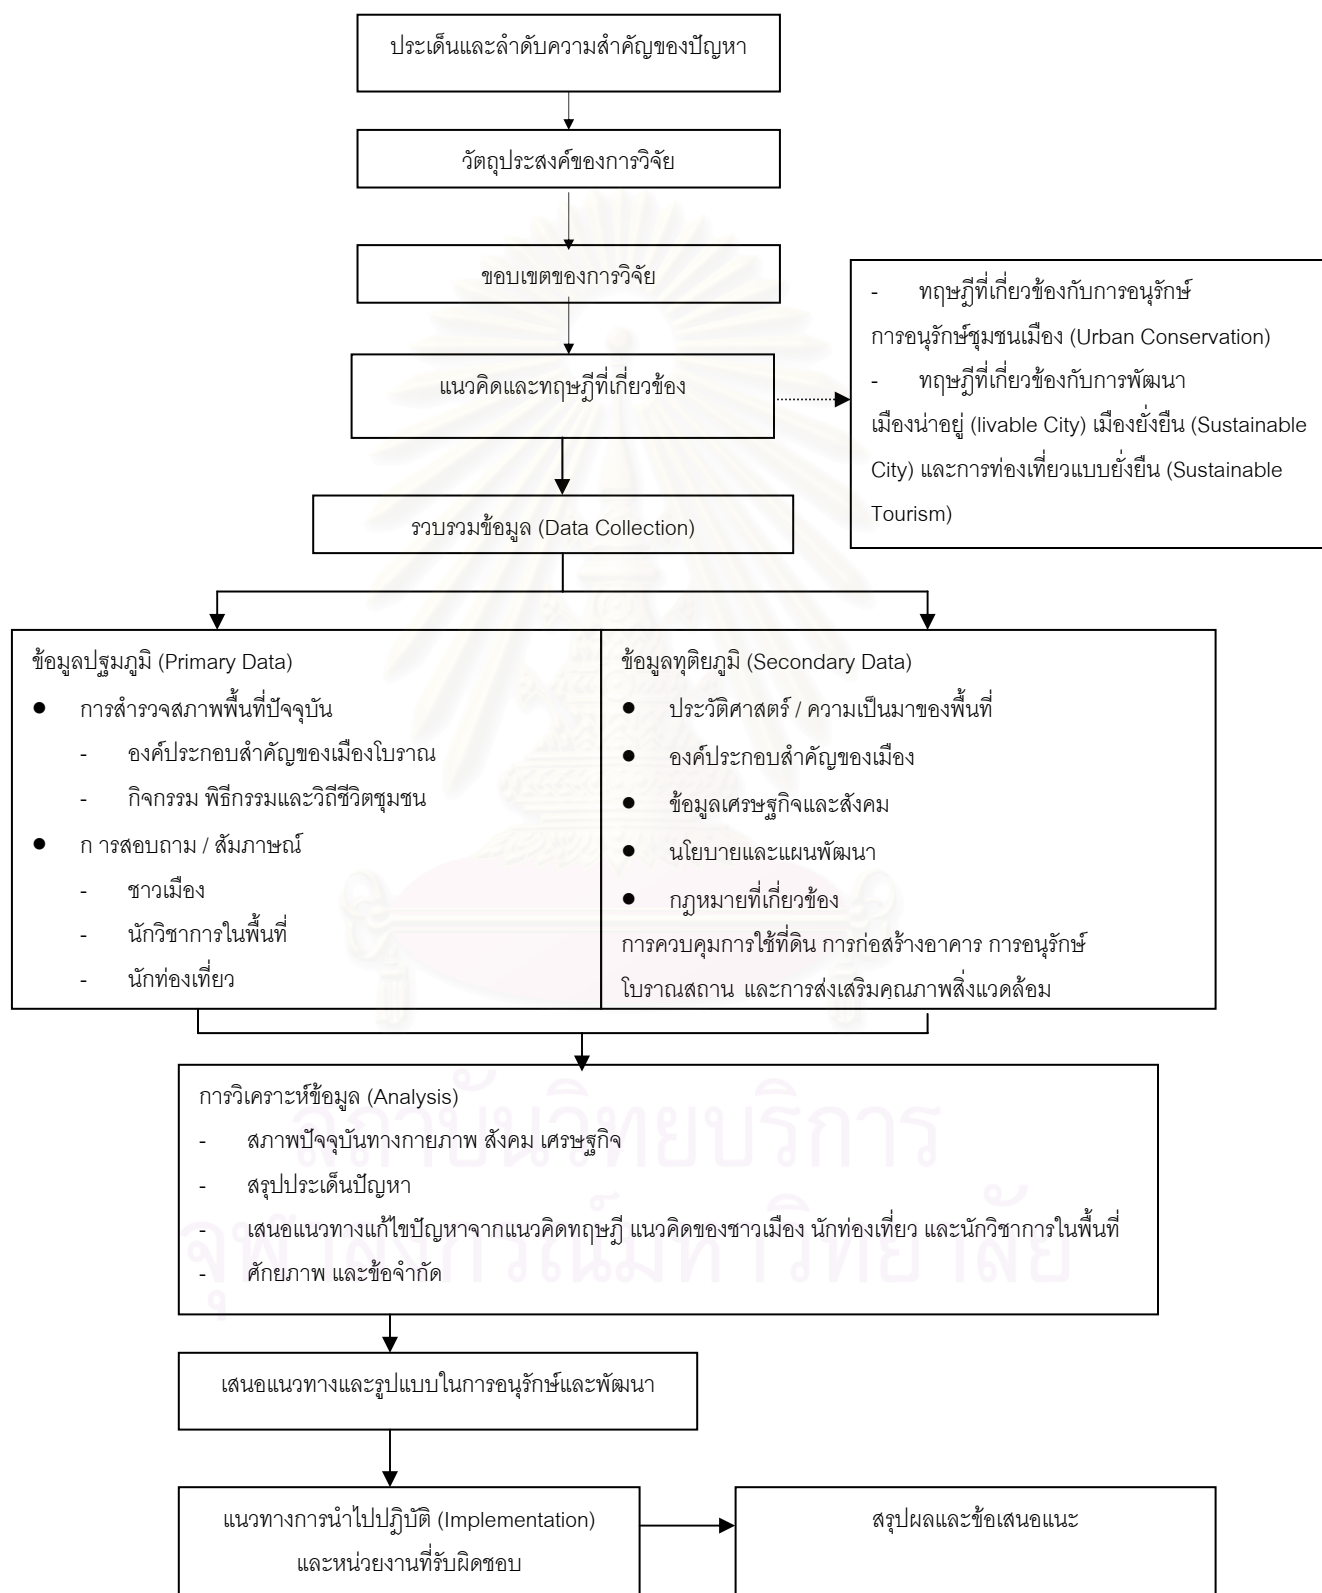 ประเด็นและลำดับความสำคัญของปัญหา
วัตถุประสงค์ของการวิจัย
ขอบเขตของการวิจัย
แนวคิดและทฤษฎีที่เกี่ยวข้อง
- ทฤษฎีที่เกี่ยวข้องกับการอนุรักษ์
การอนุรักษ์ชุมชนเมือง (Urban Conservation)
- ทฤษฎีที่เกี่ยวข้องกับการพัฒนา
เมืองน่าอยู่ (livable City) เมืองยั่งยืน (Sustainable
City) และการท่องเที่ยวแบบยั่งยืน (Sustainable
Tourism)
รวบรวมข้อมูล (Data Collection)
ข้อมูลปฐมภูมิ (Primary Data)
● การสำรวจสภาพพื้นที่ปัจจุบัน
- องค์ประกอบสำคัญของเมืองโบราณ
- กิจกรรม พิธีกรรมและวิถีชีวิตชุมชน
● ก ารสอบถาม / สัมภาษณ์
- ชาวเมือง
- นักวิชาการในพื้นที่
- นักท่องเที่ยว
ข้อมูลทุติยภูมิ (Secondary Data)
● ประวัติศาสตร์ / ความเป็นมาของพื้นที่
● องค์ประกอบสำคัญของเมือง
● ข้อมูลเศรษฐกิจและสังคม
● นโยบายและแผนพัฒนา
● กฎหมายที่เกี่ยวข้อง
การควบคุมการใช้ที่ดิน การก่อสร้างอาคาร การอนุรักษ์
โบราณสถาน และการส่งเสริมคุณภาพสิ่งแวดล้อม
การวิเคราะห์ข้อมูล (Analysis)
- สภาพปัจจุบันทางกายภาพ สังคม เศรษฐกิจ
- สรุปประเด็นปัญหา
- เสนอแนวทางแก้ไขปัญหาจากแนวคิดทฤษฎี แนวคิดของชาวเมือง นักท่องเที่ยว และนักวิชาการในพื้นที่
- ศักยภาพ และข้อจำกัด
สถาบันวิทยบริการ
จุฬาลงกรณ์มหาวิทยาลัย
เสนอแนวทางและรูปแบบในการอนุรักษ์และพัฒนา
แนวทางการนำไปปฏิบัติ (Implementation)
และหน่วยงานที่รับผิดชอบ
สรุปผลและข้อเสนอแนะ